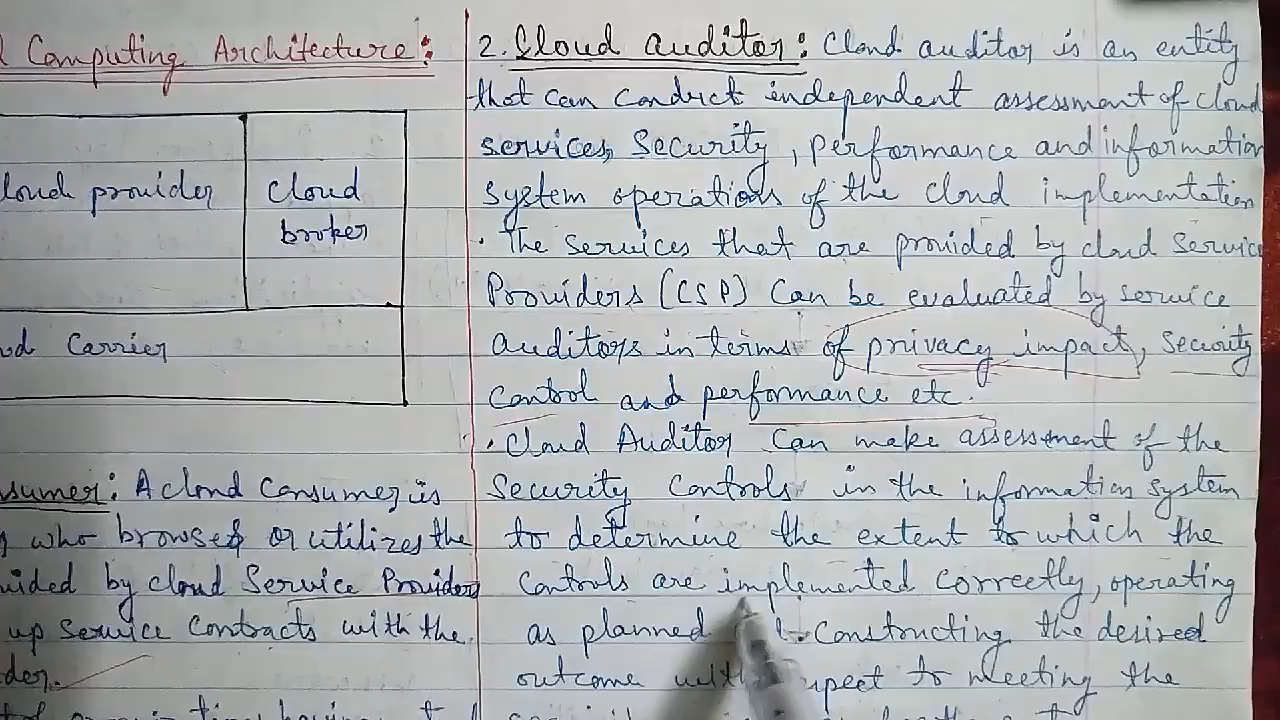 Computing Architecture:
loud provider
Cloud
broker
Carrier
sumer: A cloud Consumer is
who browses or utilizes the
vided by cloud Service Providers
up service contracts with the
der.
2. Cloud auditor: Cloud auditor is an entity
that can conduct independent assessment of cloud
services, Security, performance and information
system operations of the cloud implementation
. The services that are provided by cloud Service
Providers (CSP) can be evaluated by service
auditors in terms of privacy impact, Security
Control and performance etc.
. Cloud Auditor can make assessment of the
Security controls in the information system
to determine the extent to which the
Controls are implemented correctly, operating
as planned constructing the desired
outcome with to meeting the